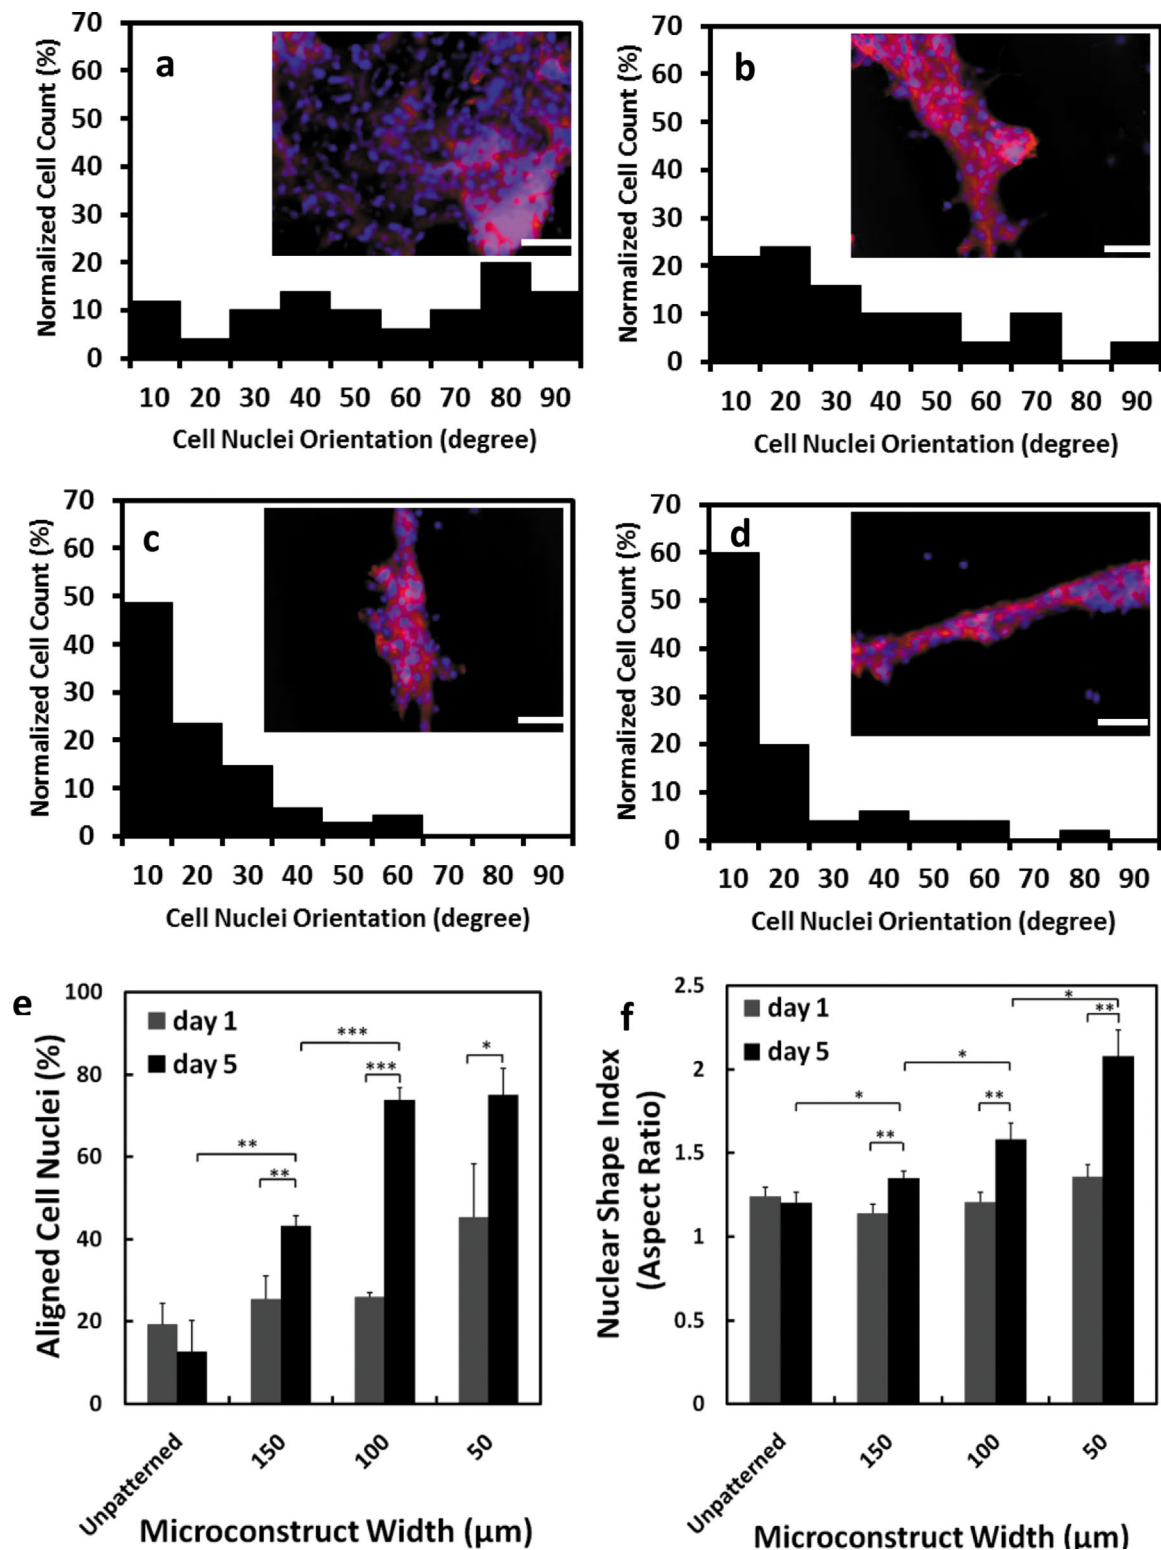 a
Normalized Cell Count (%)
70
60
50
40
30
20
10
0
10 20 30 40 50 60 70 80 90
Cell Nuclei Orientation (degree)
b
Normalized Cell Count (%)
70
60
50
40
30
20
10
0
10 20 30 40 50 60 70 80 90
Cell Nuclei Orientation (degree)
c
Normalized Cell Count (%)
70
60
50
40
30
20
10
0
10 20 30 40 50 60 70 80 90
Cell Nuclei Orientation (degree)
d
Normalized Cell Count (%)
70
60
50
40
30
20
10
0
10 20 30 40 50 60 70 80 90
Cell Nuclei Orientation (degree)
e
Aligned Cell Nuclei (%)
100
80
60
40
20
0
day 1
day 5
***
***
*
**
**
Unpatterned 150 100 50
Microconstruct Width (μm)
f
Nuclear Shape Index
(Aspect Ratio)
2.5
2
1.5
1
0.5
0
day 1
day 5
*
**
*
**
*
**
Unpatterned 150 100 50
Microconstruct Width (μm)